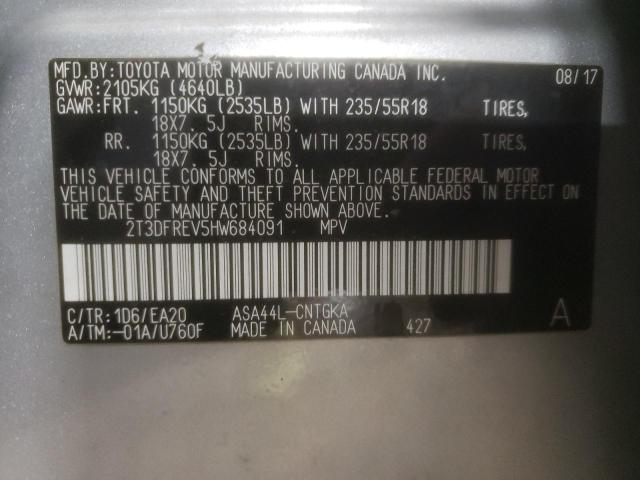 MFD.BY:TOYOTA MOTOR MANUFACTURING CANADA INC. 08/17
GVWR:2105KG (4640LB)
GAWR:FRT. 1150KG (2535LB) WITH 235/55R18 TIRES,
18X7. 5J RIMS.
RR. 1150KG (2535LB) WITH 235/55R18 TIRES,
18X7. 5J RIMS.
THIS VEHICLE CONFORMS TO ALL APPLICABLE FEDERAL MOTOR
VEHICLE SAFETY AND THEFT PREVENTION STANDARDS IN EFFECT ON
THE DATE OF MANUFACTURE SHOWN ABOVE.
2T3DFREV5HW684091 MPV
C/TR:1D6/EA20 ASA44L-CNTGKA A
A/TM:-01A/U760F MADE IN CANADA 427